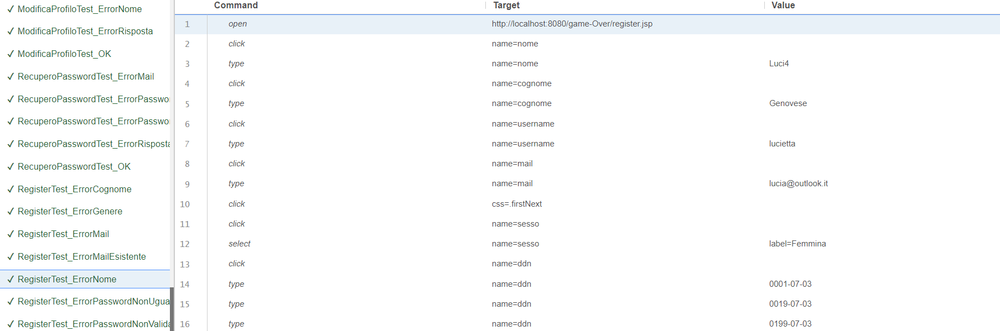 ModificaProfiloTest_ErrorNome
ModificaProfiloTest_ErrorRisposta
ModificaProfiloTest_OK
RecuperoPasswordTest_ErrorMail
RecuperoPasswordTest_ErrorPasswo
RecuperoPasswordTest_ErrorPasswo
RecuperoPasswordTest_ErrorRisposta
RecuperoPasswordTest_OK
RegisterTest_ErrorCognome
RegisterTest_ErrorGenere
RegisterTest_ErrorMail
RegisterTest_ErrorMailEsistente
RegisterTest_ErrorNome
RegisterTest_ErrorPasswordNonUgua
RegisterTest_ErrorPasswordNonValida
Command Target Value
1 open http://localhost:8080/game-Over/register.jsp
2 click name=nome
3 type name=nome Luci4
4 click name=cognome
5 type name=cognome Genovese
6 click name=username
7 type name=username lucietta
8 click name=mail
9 type name=mail lucia@outlook.it
10 click css=.firstNext
11 click name=sesso
12 select name=sesso label=Femmina
13 click name=ddn
14 type name=ddn 0001-07-03
15 type name=ddn 0019-07-03
16 type name=ddn 0199-07-03